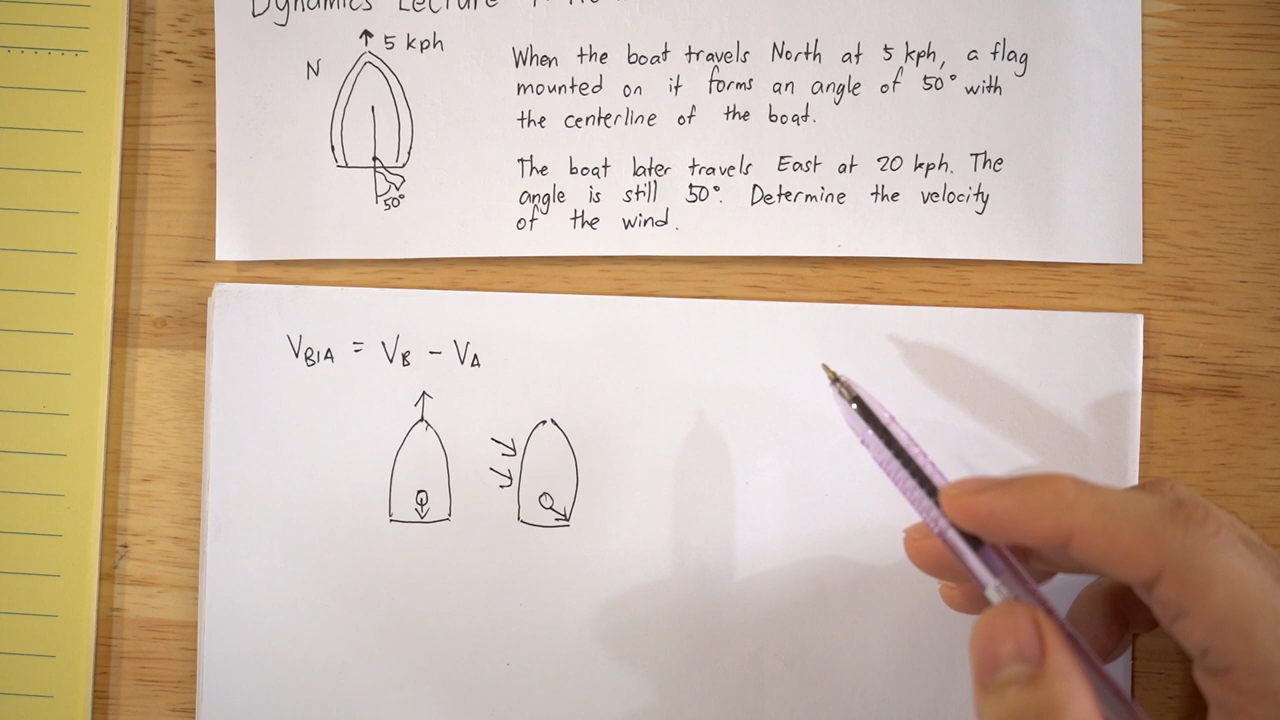 Dynamics Lecture
↑ 5 kph
N
50°
When the boat travels North at 5 kph, a flag
mounted on it forms an angle of 50° with
the centerline of the boat.
The boat later travels East at 20 kph. The
angle is still 50°. Determine the velocity
of the wind.
VB/A = VB - VA